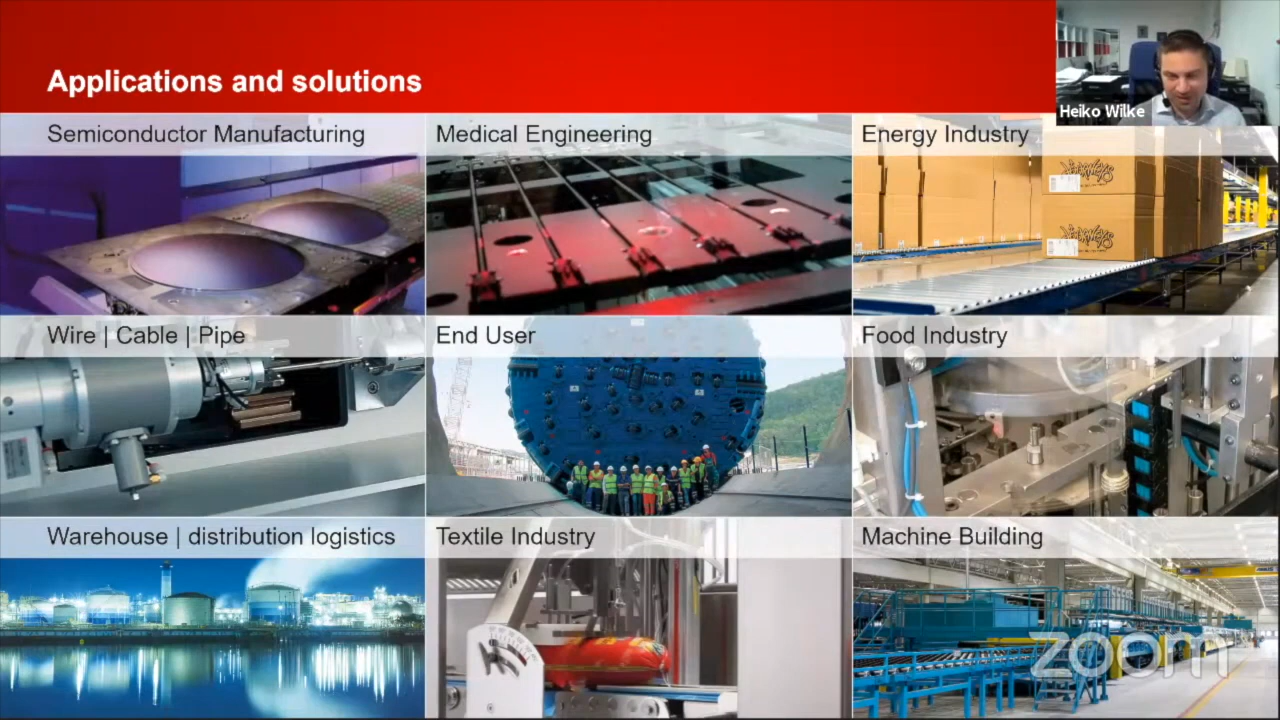 Applications and solutions
Heiko Wilke
Semiconductor Manufacturing
Medical Engineering
Energy Industry
Wire | Cable | Pipe
End User
Food Industry
Warehouse | distribution logistics
Textile Industry
Machine Building
zoom